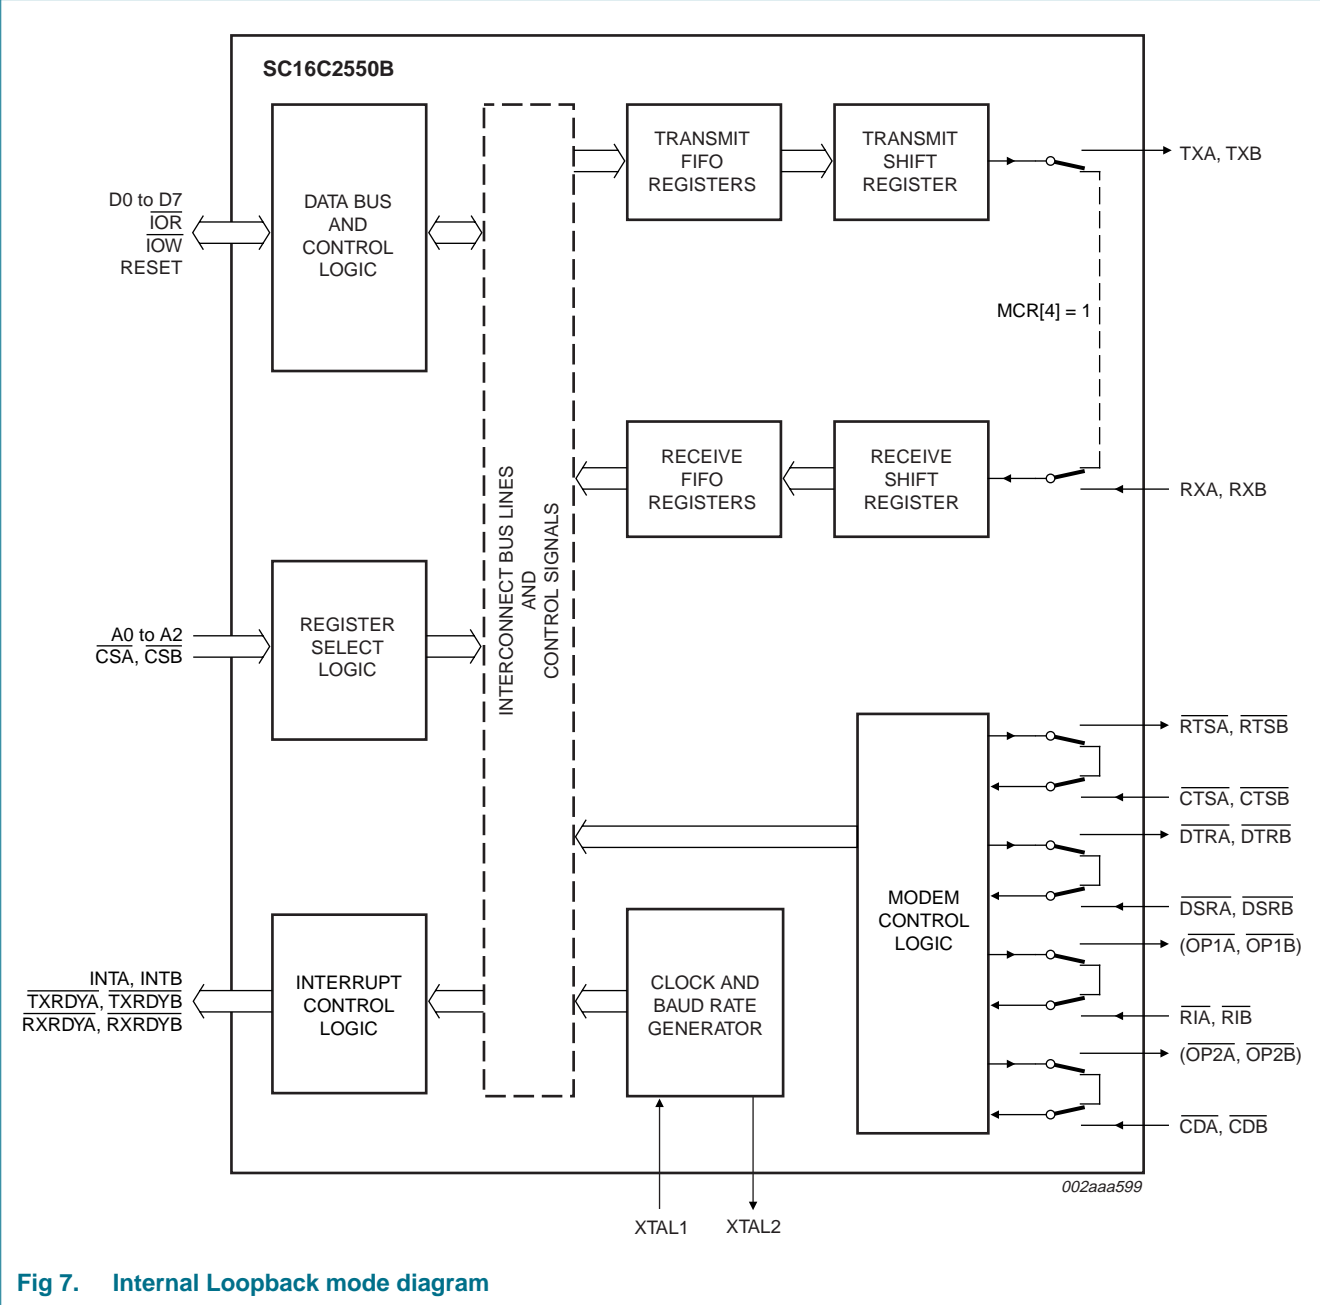 SC16C2550B
D0 to D7
IOR
IOW
RESET
DATA BUS
AND
CONTROL
LOGIC
TRANSMIT
FIFO
REGISTERS
TRANSMIT
SHIFT
REGISTER
TXA, TXB
MCR[4] = 1
RECEIVE
FIFO
REGISTERS
RECEIVE
SHIFT
REGISTER
RXA, RXB
INTERCONNECT BUS LINES
AND
CONTROL SIGNALS
A0 to A2
CSA, CSB
REGISTER
SELECT
LOGIC
RTSA, RTSB
CTSA, CTSB
DTRA, DTRB
DSRA, DSRB
(OP1A, OP1B)
RIA, RIB
(OP2A, OP2B)
CDA, CDB
MODEM
CONTROL
LOGIC
INTA, INTB
TXRDYA, TXRDYB
RXRDYA, RXRDYB
INTERRUPT
CONTROL
LOGIC
CLOCK AND
BAUD RATE
GENERATOR
XTAL1
XTAL2
002aaa599
Fig 7. Internal Loopback mode diagram